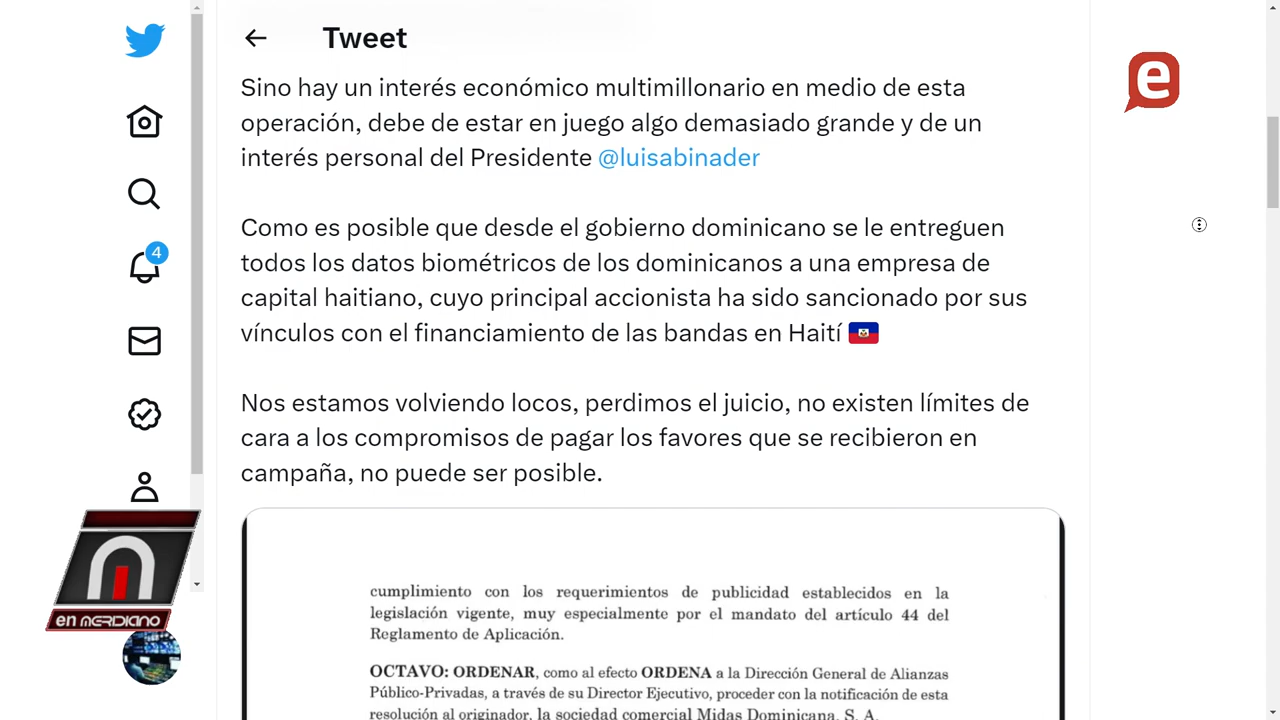 Tweet
Sino hay un interés económico multimillonario en medio de esta
operación, debe de estar en juego algo demasiado grande y de un
interés personal del Presidente @luisabinader
Como es posible que desde el gobierno dominicano se le entreguen
todos los datos biométricos de los dominicanos a una empresa de
capital haitiano, cuyo principal accionista ha sido sancionado por sus
vínculos con el financiamiento de las bandas en Haití 🇭🇹
Nos estamos volviendo locos, perdimos el juicio, no existen límites de
cara a los compromisos de pagar los favores que se recibieron en
campaña, no puede ser posible.
cumplimiento con los requerimientos de publicidad establecidos en la
legislación vigente, muy especialmente por el mandato del artículo 44 del
Reglamento de Aplicación.
OCTAVO: ORDENAR, como al efecto ORDENA a la Dirección General de Alianzas
Público-Privadas, a través de su Director Ejecutivo, proceder con la notificación de esta
resolución al originador, la sociedad comercial Midas Dominicana, S. A.
4
e
en MERIDIANO